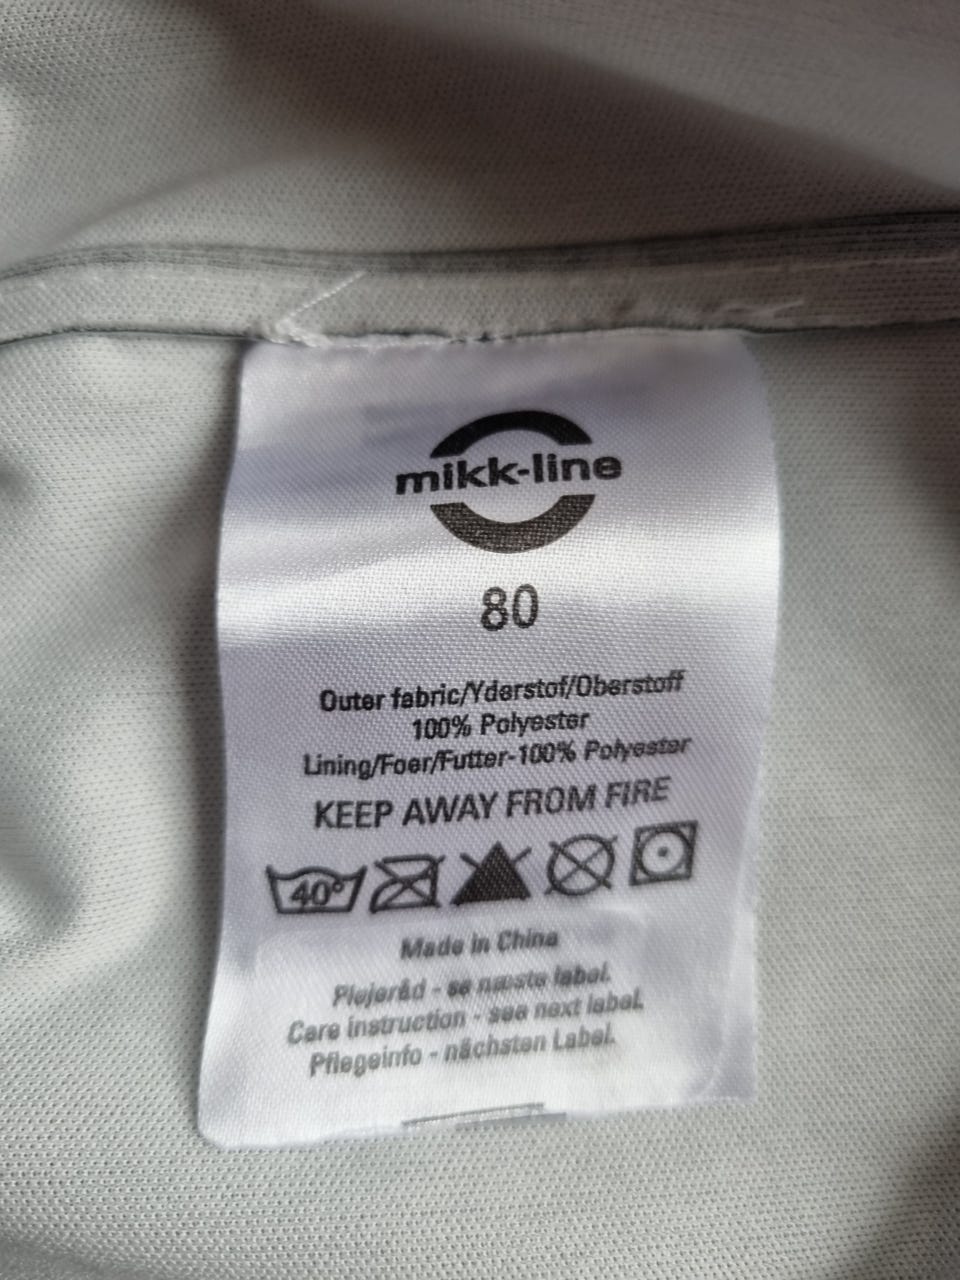 mikk-line
80
Outer fabric/Yderstof/Oberstoff
100% Polyester
Lining/Foer/Futter-100% Polyester
KEEP AWAY FROM FIRE
40°
Made in China
Plejeråd - se næste label.
Care instruction - see next label.
Pflegeinfo - nächsten Label.